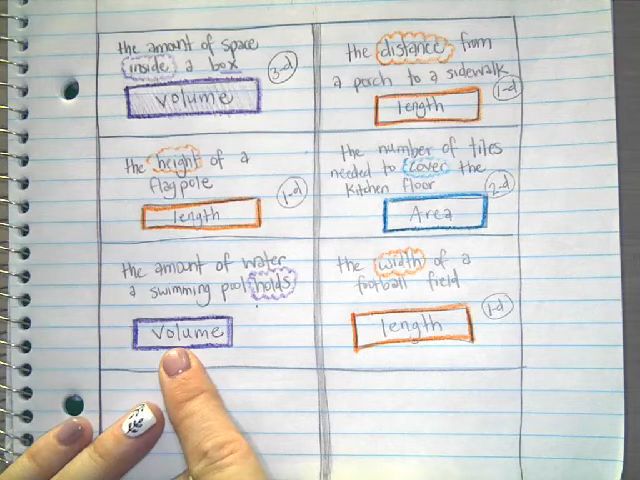 the amount of space
inside a box
3-d
Volume
the distance from
a porch to a sidewalk
1-d
length
the height of a
flagpole
1-d
length
the number of tiles
needed to cover the
kitchen floor
2-d
Area
the amount of water
a swimming pool holds
Volume
the width of a
football field
1-d
length